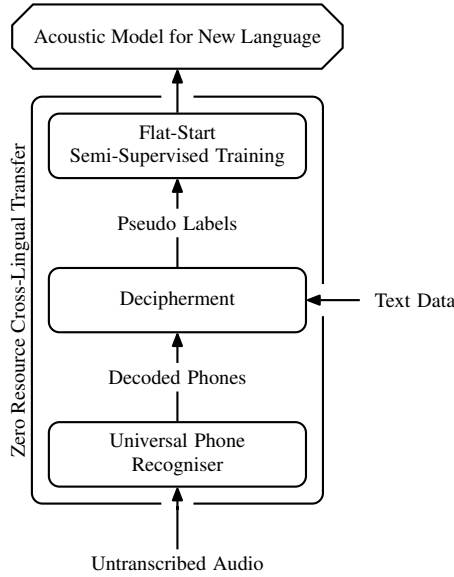 Acoustic Model for New Language
Zero Resource Cross-Lingual Transfer
Flat-Start
Semi-Supervised Training
Pseudo Labels
Decipherment
Text Data
Decoded Phones
Universal Phone
Recogniser
Untranscribed Audio